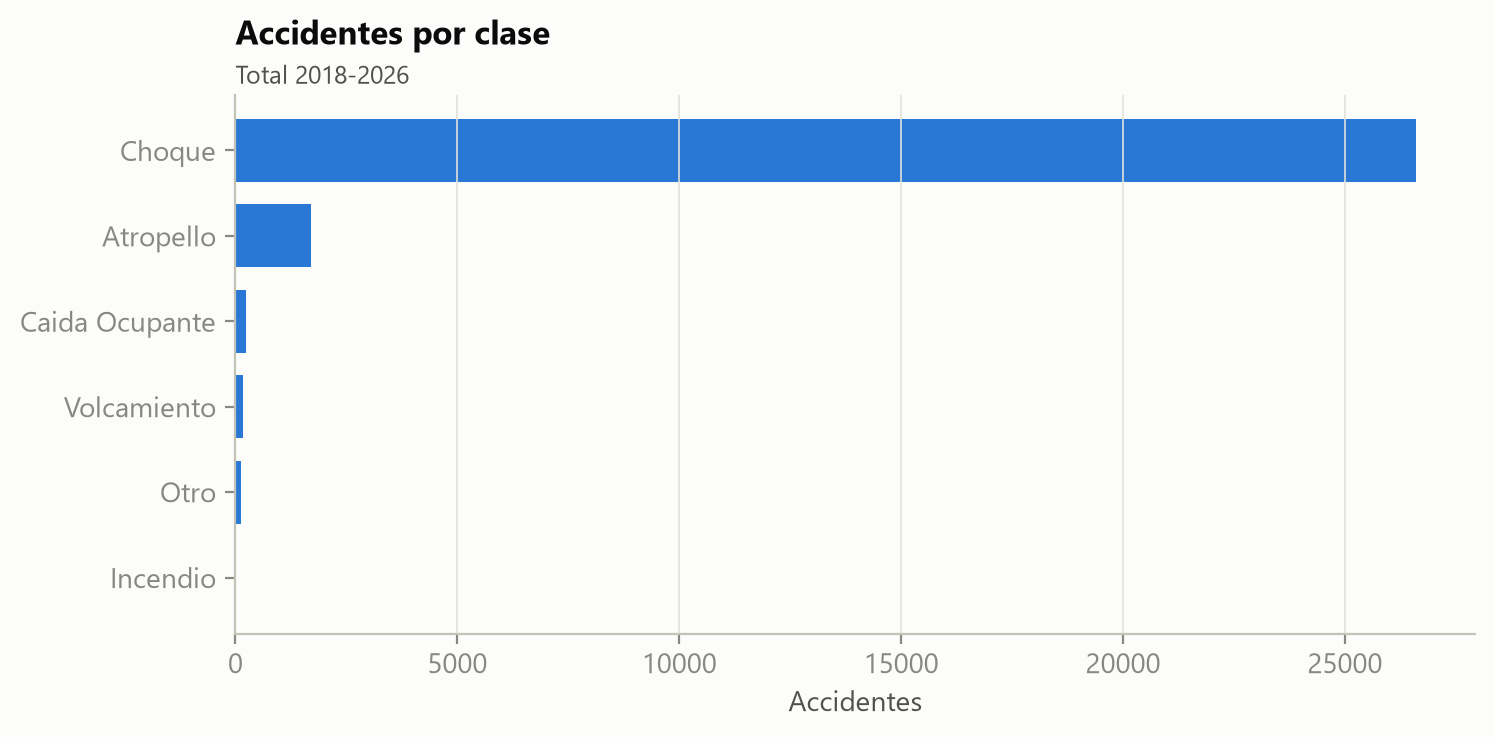 Accidentes por clase
Total 2018-2026
Choque
Atropello
Caida Ocupante
Volcamiento
Otro
Incendio
0 5000 10000 15000 20000 25000
Accidentes